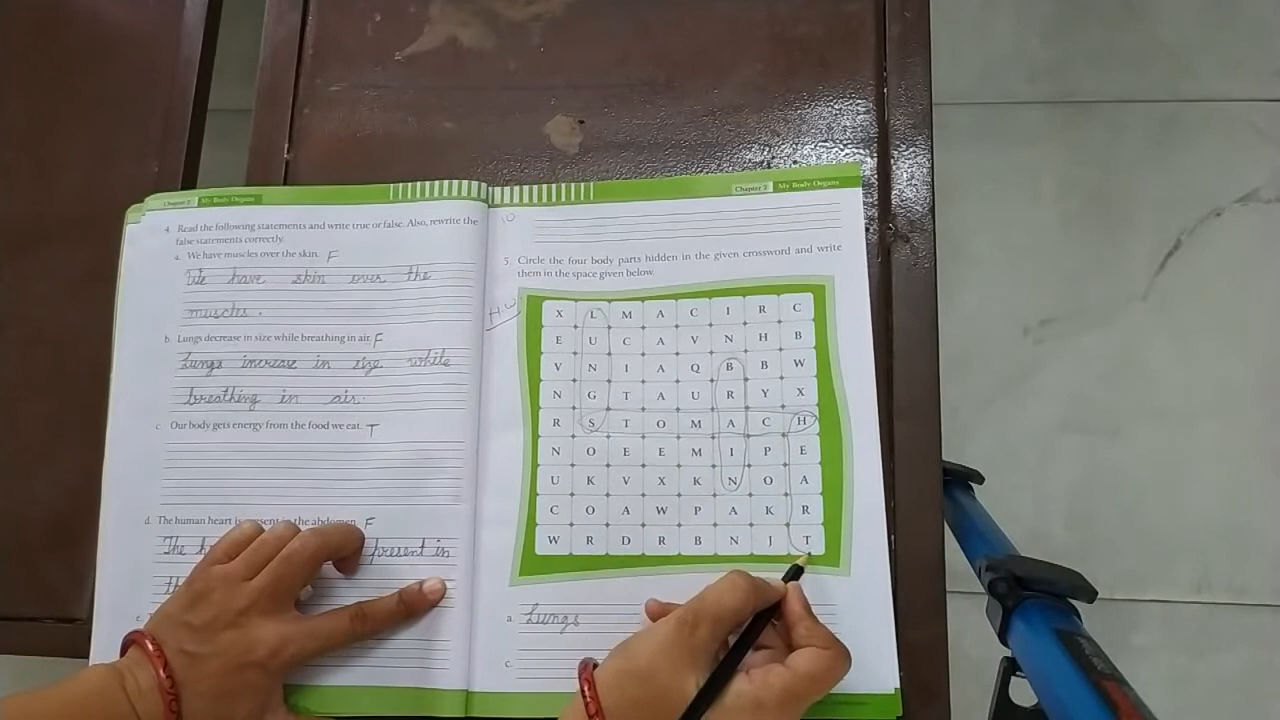 Chapter 2 My Body Organs
4. Read the following statements and write true or false. Also, rewrite the
false statements correctly.
a. We have muscles over the skin. F
We have skin over the
muscles.
b. Lungs decrease in size while breathing in air. F
Lungs increase in size while
breathing in air.
c. Our body gets energy from the food we eat. T
d. The human heart is present in the abdomen. F
The present in
Chapter 2 My Body Organs
10
5. Circle the four body parts hidden in the given crossword and write
them in the space given below.
H.W
X L M A C I R C
E U C A V N H B
V N I A Q B B W
N G T A U R Y X
R S T O M A C H
N O E E M I P E
U K V X K N O A
C O A W P A K R
W R D R B N J T
a. Lungs
c.